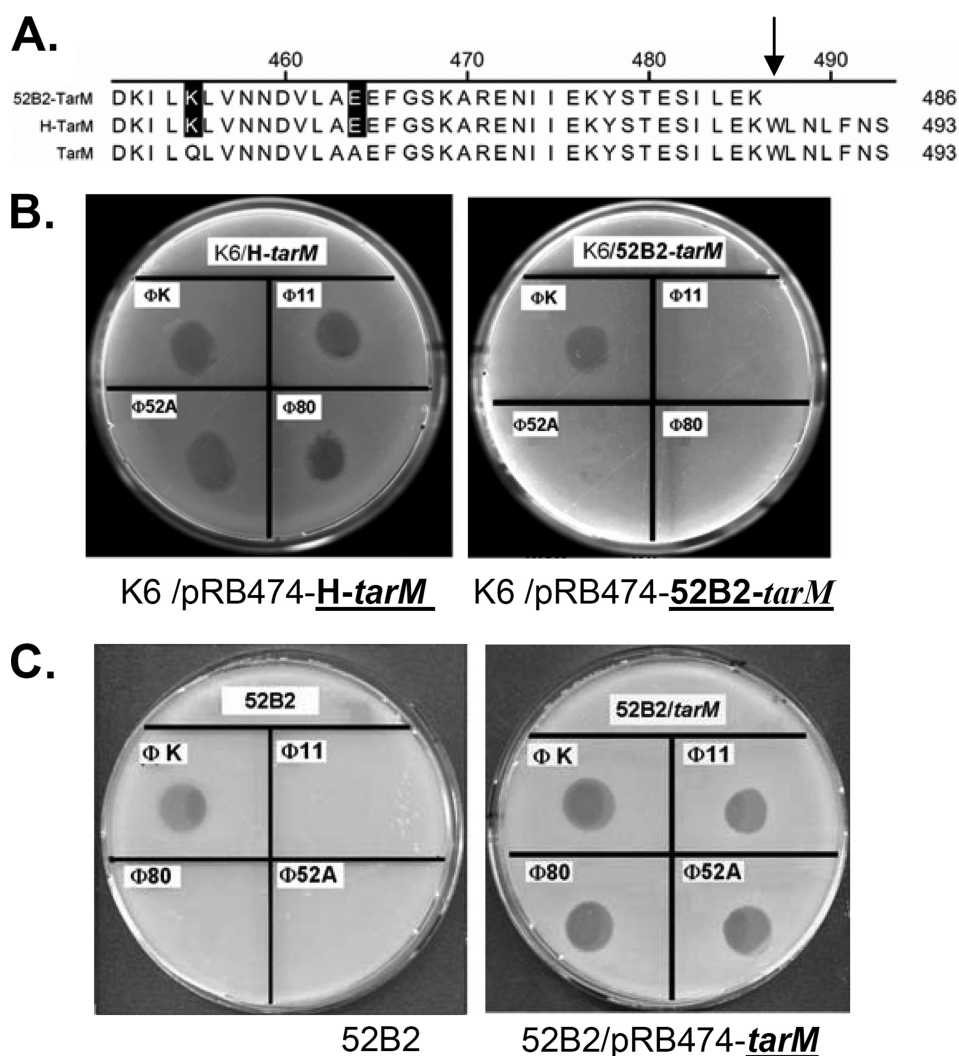 A.
460 470 480 490
52B2-TarM DKILKLVNNDVLAEEFGSKARENIIEKYSTESILEK 486
H-TarM DKILKLVNNDVLAEEFGSKARENIIEKYSTESILEKWLNLFNS 493
TarM DKILQLVNNDVLAAEFGSKARENIIEKYSTESILEKWLNLFNS 493
B.
K6/H-tarM
ΦK Φ11
Φ52A Φ80
K6/52B2-tarM
ΦK Φ11
Φ52A Φ80
K6 /pRB474-H-tarM K6 /pRB474-52B2-tarM
C.
52B2
Φ K Φ11
Φ80 Φ52A
52B2/tarM
Φ K Φ11
Φ80 Φ52A
52B2 52B2/pRB474-tarM